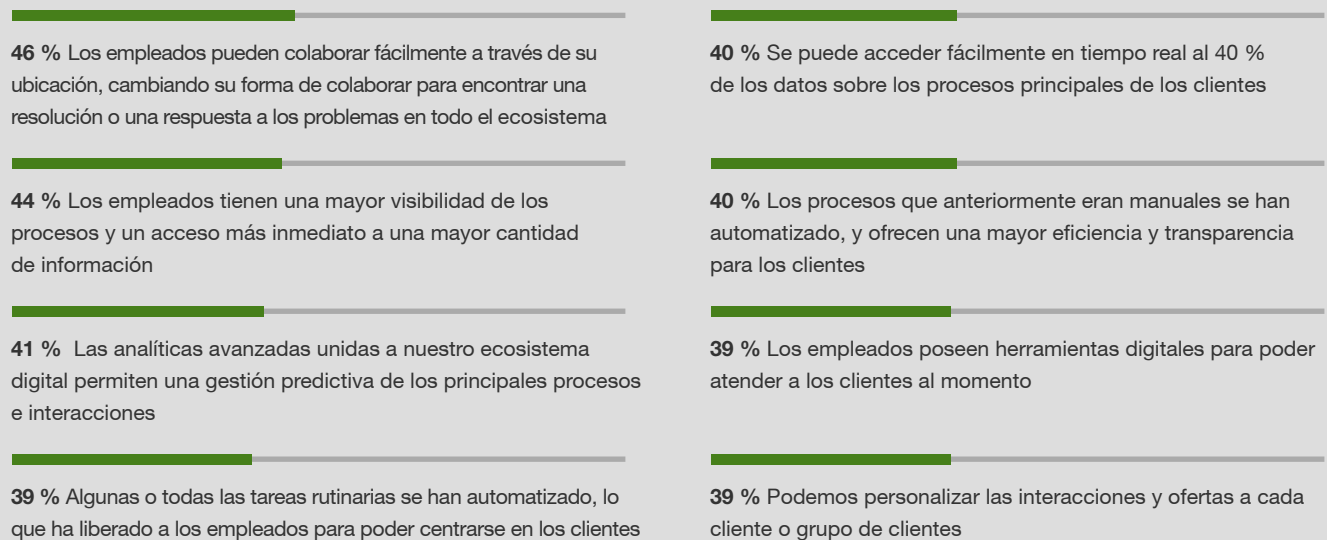 46 % Los empleados pueden colaborar fácilmente a través de su
ubicación, cambiando su forma de colaborar para encontrar una
resolución o una respuesta a los problemas en todo el ecosistema
44 % Los empleados tienen una mayor visibilidad de los
procesos y un acceso más inmediato a una mayor cantidad
de información
41 % Las analíticas avanzadas unidas a nuestro ecosistema
digital permiten una gestión predictiva de los principales procesos
e interacciones
39 % Algunas o todas las tareas rutinarias se han automatizado, lo
que ha liberado a los empleados para poder centrarse en los clientes
40 % Se puede acceder fácilmente en tiempo real al 40 %
de los datos sobre los procesos principales de los clientes
40 % Los procesos que anteriormente eran manuales se han
automatizado, y ofrecen una mayor eficiencia y transparencia
para los clientes
39 % Los empleados poseen herramientas digitales para poder
atender a los clientes al momento
39 % Podemos personalizar las interacciones y ofertas a cada
cliente o grupo de clientes